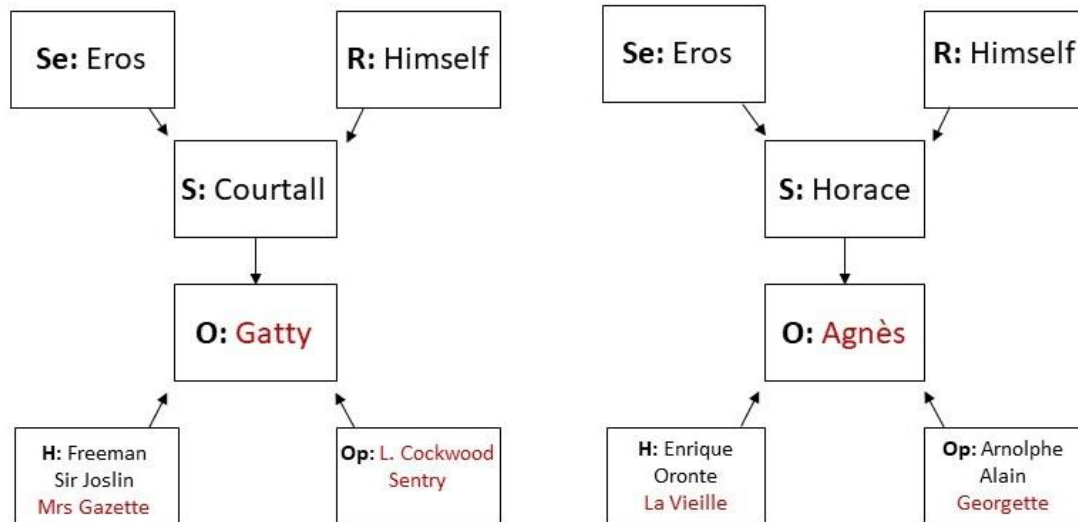 Se: Eros
R: Himself
S: Courtall
O: Gatty
H: Freeman
Sir Joslin
Mrs Gazette
Op: L. Cockwood
Sentry
Se: Eros
R: Himself
S: Horace
O: Agnès
H: Enrique
Oronte
La Vieille
Op: Arnolphe
Alain
Georgette